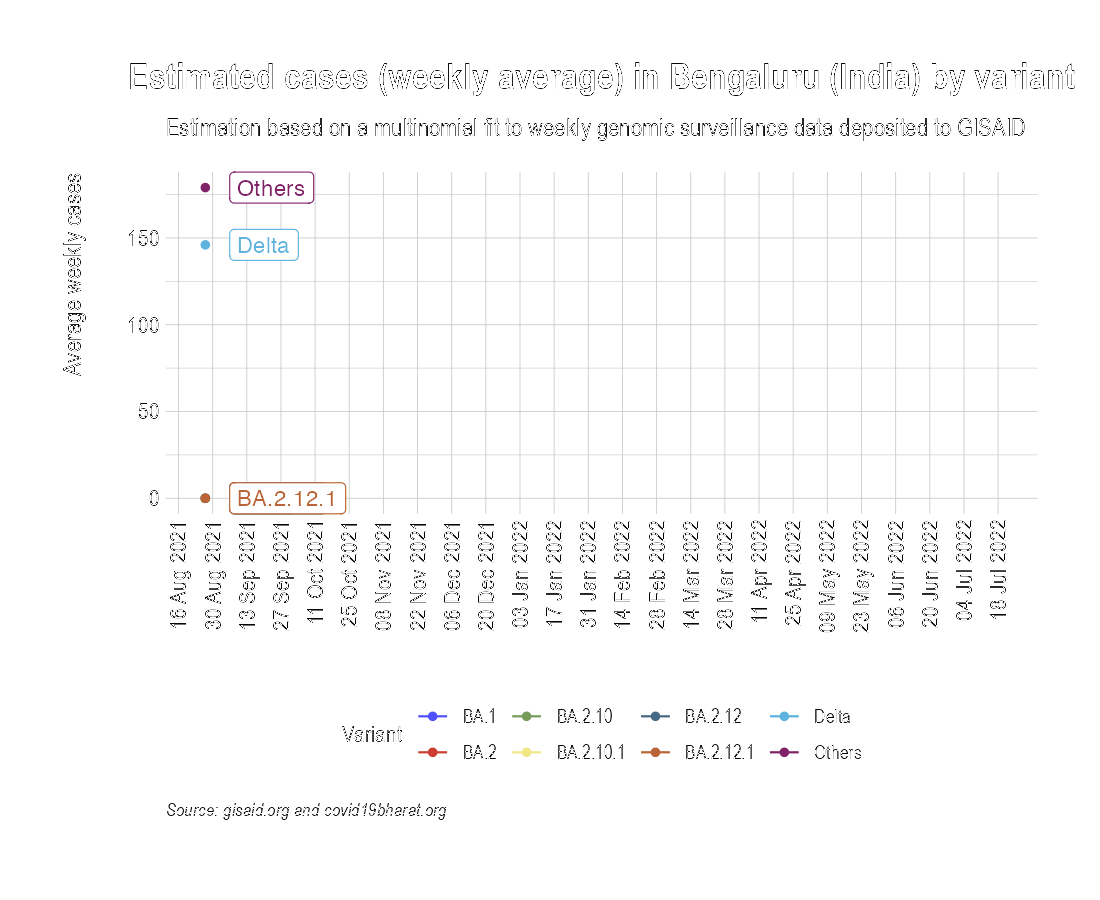 Estimated cases (weekly average) in Bengaluru (India) by variant
Estimation based on a multinomial fit to weekly genomic surveillance data deposited to GISAID
Average weekly cases
150
100
50
0
Others
Delta
BA.2.12.1
16 Aug 2021
30 Aug 2021
13 Sep 2021
27 Sep 2021
11 Oct 2021
25 Oct 2021
08 Nov 2021
22 Nov 2021
06 Dec 2021
20 Dec 2021
03 Jan 2022
17 Jan 2022
31 Jan 2022
14 Feb 2022
28 Feb 2022
14 Mar 2022
28 Mar 2022
11 Apr 2022
25 Apr 2022
09 May 2022
23 May 2022
06 Jun 2022
20 Jun 2022
04 Jul 2022
18 Jul 2022
Variant
BA.1 BA.2.10 BA.2.12 Delta
BA.2 BA.2.10.1 BA.2.12.1 Others
Source: gisaid.org and covid19bharat.org